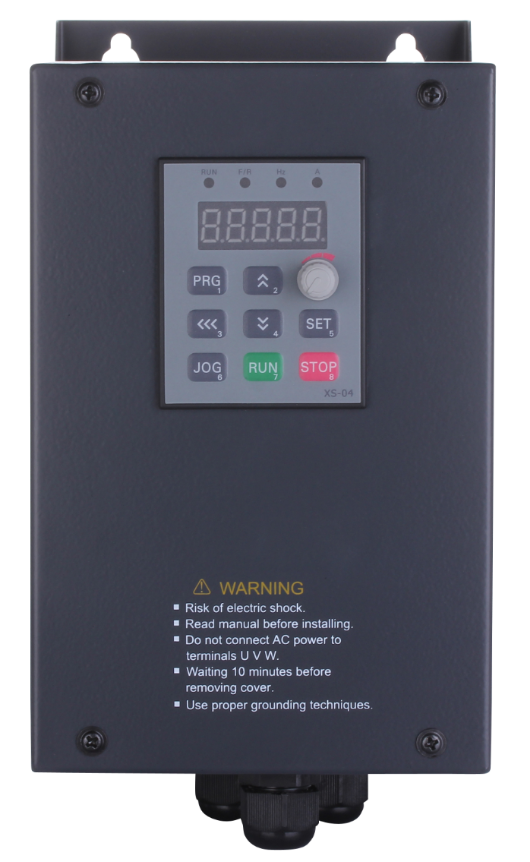 RUN F/R Hz A
88888
PRG 1 2
3 4 SET 5
JOG 6 RUN 7 STOP 8
XS-04
⚠ WARNING
▪ Risk of electric shock.
▪ Read manual before installing.
▪ Do not connect AC power to
terminals U V W.
▪ Waiting 10 minutes before
removing cover.
▪ Use proper grounding techniques.